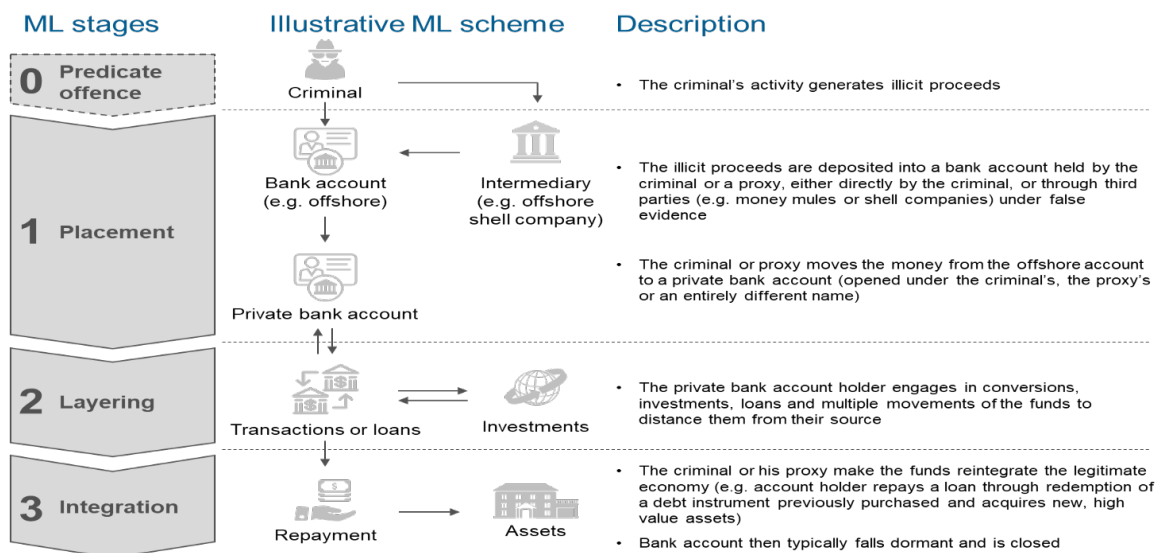 ML stages
Illustrative ML scheme
Description
0 Predicate
offence
Criminal
• The criminal's activity generates illicit proceeds
1 Placement
Bank account
(e.g. offshore)
Intermediary
(e.g. offshore
shell company)
• The illicit proceeds are deposited into a bank account held by the
criminal or a proxy, either directly by the criminal, or through third
parties (e.g. money mules or shell companies) under false
evidence
Private bank account
• The criminal or proxy moves the money from the offshore account
to a private bank account (opened under the criminal's, the proxy's
or an entirely different name)
2 Layering
Transactions or loans
Investments
• The private bank account holder engages in conversions,
investments, loans and multiple movements of the funds to
distance them from their source
3 Integration
$
Repayment
Assets
• The criminal or his proxy make the funds reintegrate the legitimate
economy (e.g. account holder repays a loan through redemption of
a debt instrument previously purchased and acquires new, high
value assets)
• Bank account then typically falls dormant and is closed